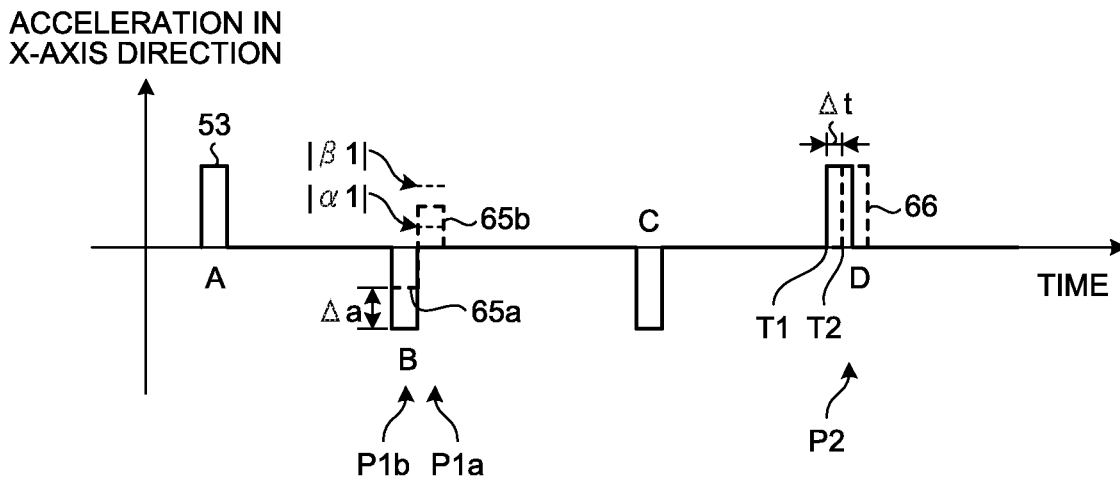 ACCELERATION IN
X-AXIS DIRECTION
53
|β 1|
|α 1|
65b
C
Δ t
66
A
TIME
Δ a
65a
T1 T2 D
B
P1b P1a
P2